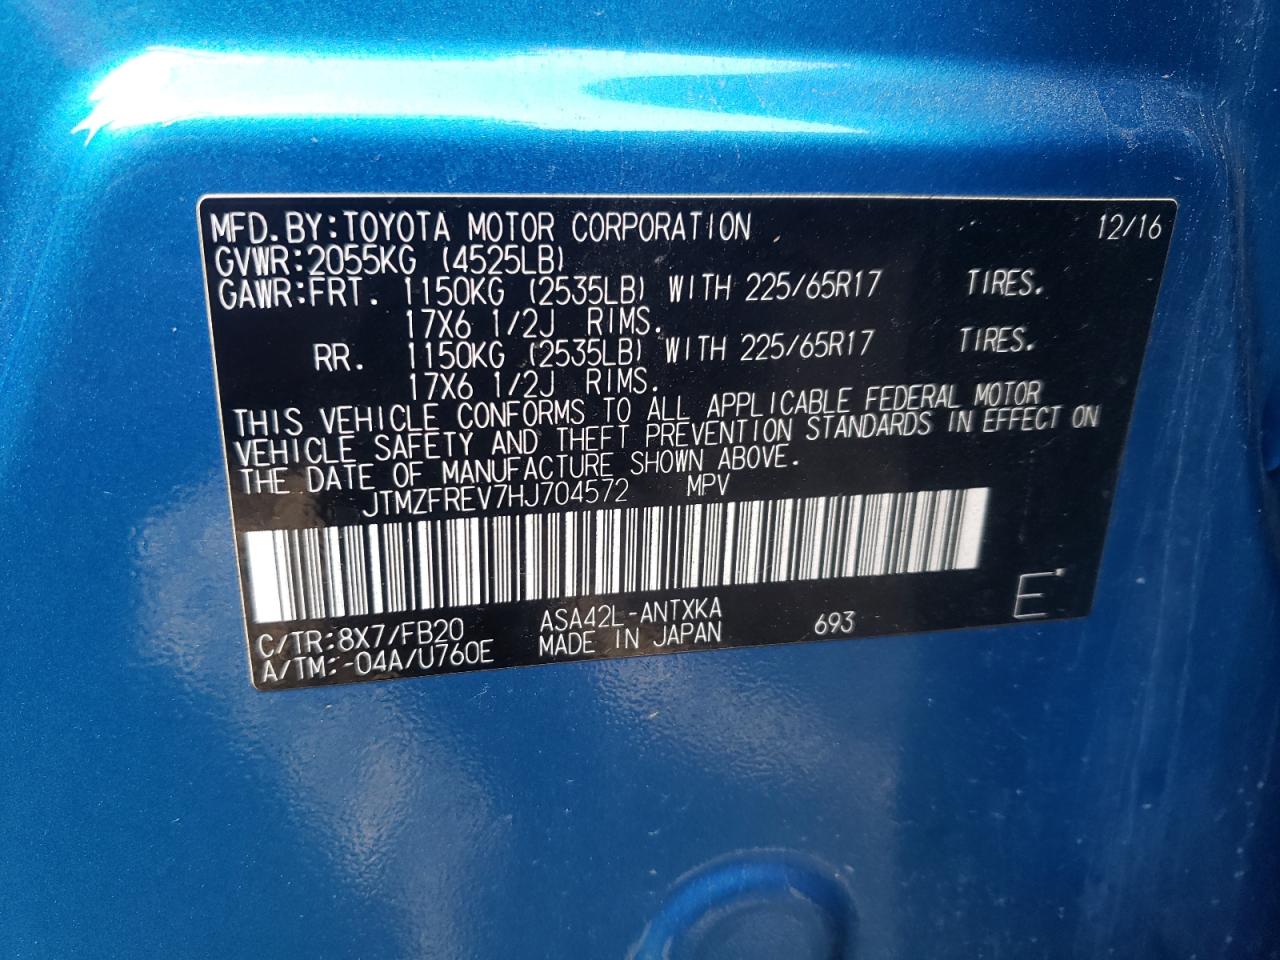 MFD.BY:TOYOTA MOTOR CORPORATION 12/16
GVWR:2055KG (4525LB)
GAWR:FRT. 1150KG (2535LB) WITH 225/65R17 TIRES.
17X6 1/2J RIMS.
RR. 1150KG (2535LB) WITH 225/65R17 TIRES.
17X6 1/2J RIMS.
THIS VEHICLE CONFORMS TO ALL APPLICABLE FEDERAL MOTOR
VEHICLE SAFETY AND THEFT PREVENTION STANDARDS IN EFFECT ON
THE DATE OF MANUFACTURE SHOWN ABOVE.
JTMZFREV7HJ704572 MPV
C/TR:8X7/FB20 ASA42L-ANTXKA 693 E
A/TM:-04A/U760E MADE IN JAPAN